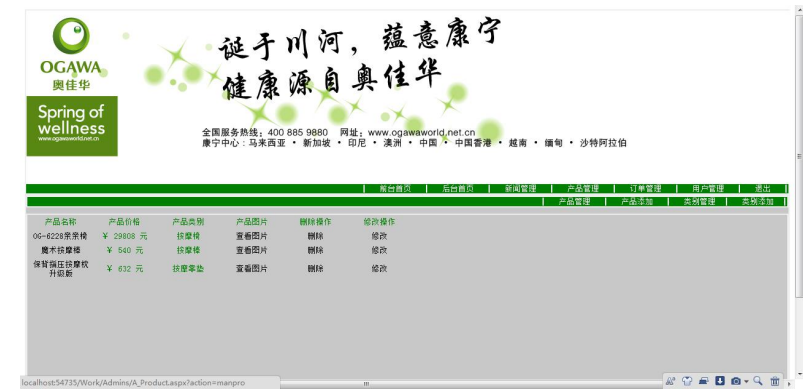 诞于川河，蕴意康宁
健康源自奥佳华
OGAWA
奥佳华
Spring of
wellness
www.ogawaworld.net.cn
全国服务热线：400 885 9880 网址：www.ogawaworld.net.cn
康宁中心：马来西亚 · 新加坡 · 印尼 · 澳洲 · 中国 · 中国香港 · 越南 · 缅甸 · 沙特阿拉伯
| 前台首页 | 后台首页 | 新闻管理 | 产品管理 | 订单管理 | 用户管理 | 退出 |
| 产品管理 | 产品添加 | 类别管理 | 类别添加 |
产品名称 产品价格 产品类别 产品图片 删除操作 修改操作
OG-6228亲亲椅 ￥ 29808 元 按摩椅 查看图片 删除 修改
魔术按摩棒 ￥ 540 元 按摩棒 查看图片 删除 修改
保背揉压按摩枕升级版 ￥ 632 元 按摩靠垫 查看图片 删除 修改
localhost:54735/Work/Admins/A_Product.aspx?action=manpro